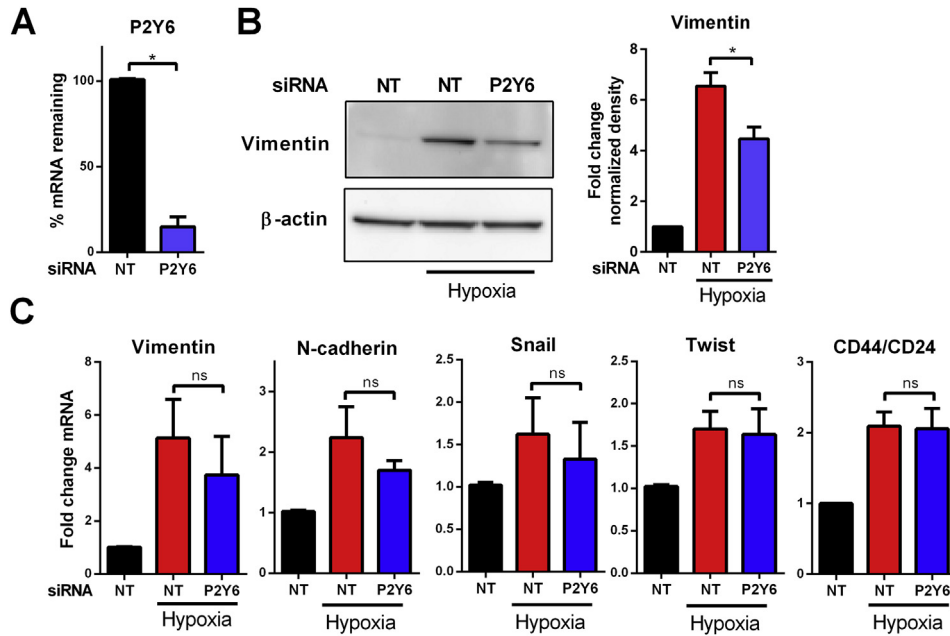 A
P2Y6
*
% mRNA remaining
100
50
0
siRNA NT P2Y6
B
siRNA NT NT P2Y6
Vimentin
β-actin
Hypoxia
Vimentin
*
Fold change
normalized density
8
6
4
2
0
siRNA NT NT P2Y6
Hypoxia
C
Vimentin
ns
Fold change mRNA
8
6
4
2
0
siRNA NT NT P2Y6
Hypoxia
N-cadherin
ns
3
2
1
0
NT NT P2Y6
Hypoxia
Snail
ns
2.5
2.0
1.5
1.0
0.5
0.0
NT NT P2Y6
Hypoxia
Twist
ns
2.5
2.0
1.5
1.0
0.5
0.0
NT NT P2Y6
Hypoxia
CD44/CD24
ns
3
2
1
0
NT NT P2Y6
Hypoxia